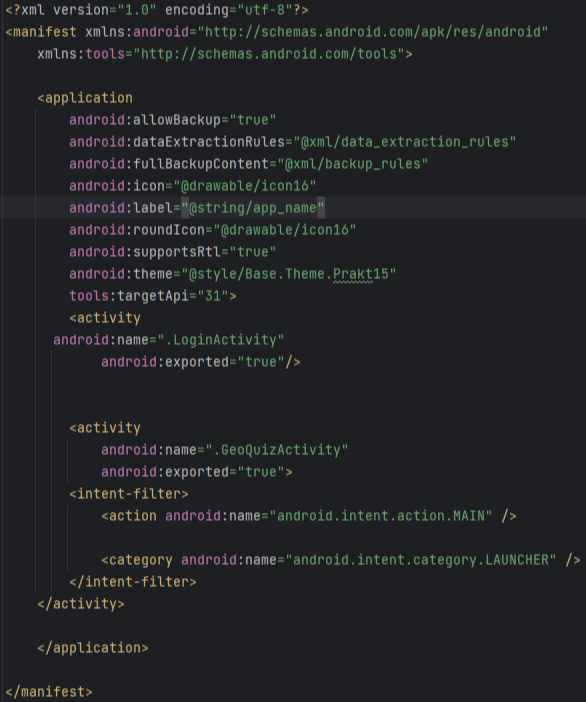 <?xml version="1.0" encoding="utf-8"?>
<manifest xmlns:android="http://schemas.android.com/apk/res/android"
    xmlns:tools="http://schemas.android.com/tools">

    <application
        android:allowBackup="true"
        android:dataExtractionRules="@xml/data_extraction_rules"
        android:fullBackupContent="@xml/backup_rules"
        android:icon="@drawable/icon16"
        android:label="@string/app_name"
        android:roundIcon="@drawable/icon16"
        android:supportsRtl="true"
        android:theme="@style/Base.Theme.Prakt15"
        tools:targetApi="31">
        <activity
      android:name=".LoginActivity"
            android:exported="true"/>


        <activity
            android:name=".GeoQuizActivity"
            android:exported="true">
        <intent-filter>
            <action android:name="android.intent.action.MAIN" />

            <category android:name="android.intent.category.LAUNCHER" />
        </intent-filter>
    </activity>

    </application>

</manifest>